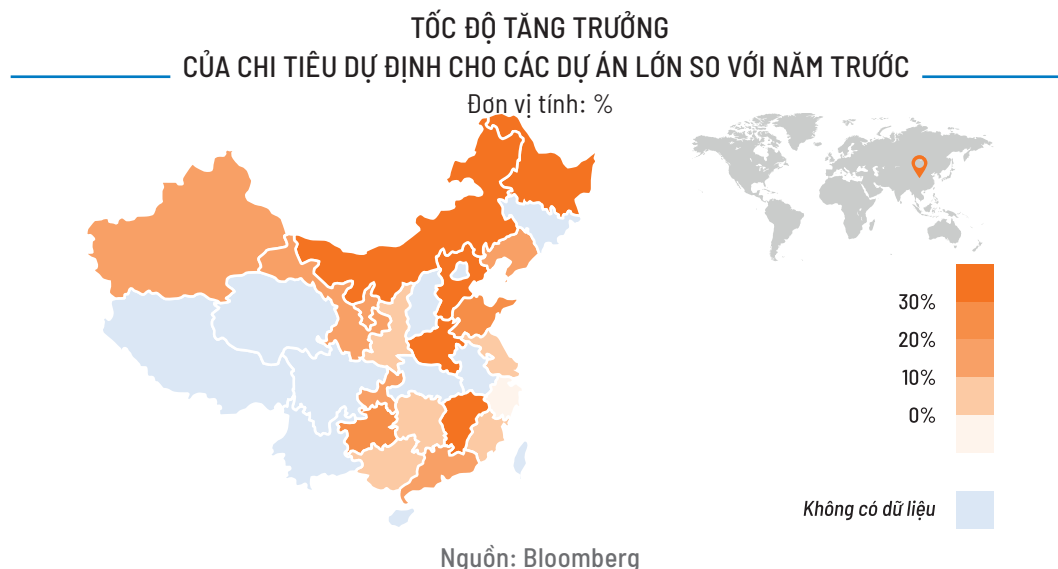 TỐC ĐỘ TĂNG TRƯỞNG
CỦA CHI TIÊU DỰ ĐỊNH CHO CÁC DỰ ÁN LỚN SO VỚI NĂM TRƯỚC
Đơn vị tính: %
30%
20%
10%
0%
Không có dữ liệu
Nguồn: Bloomberg